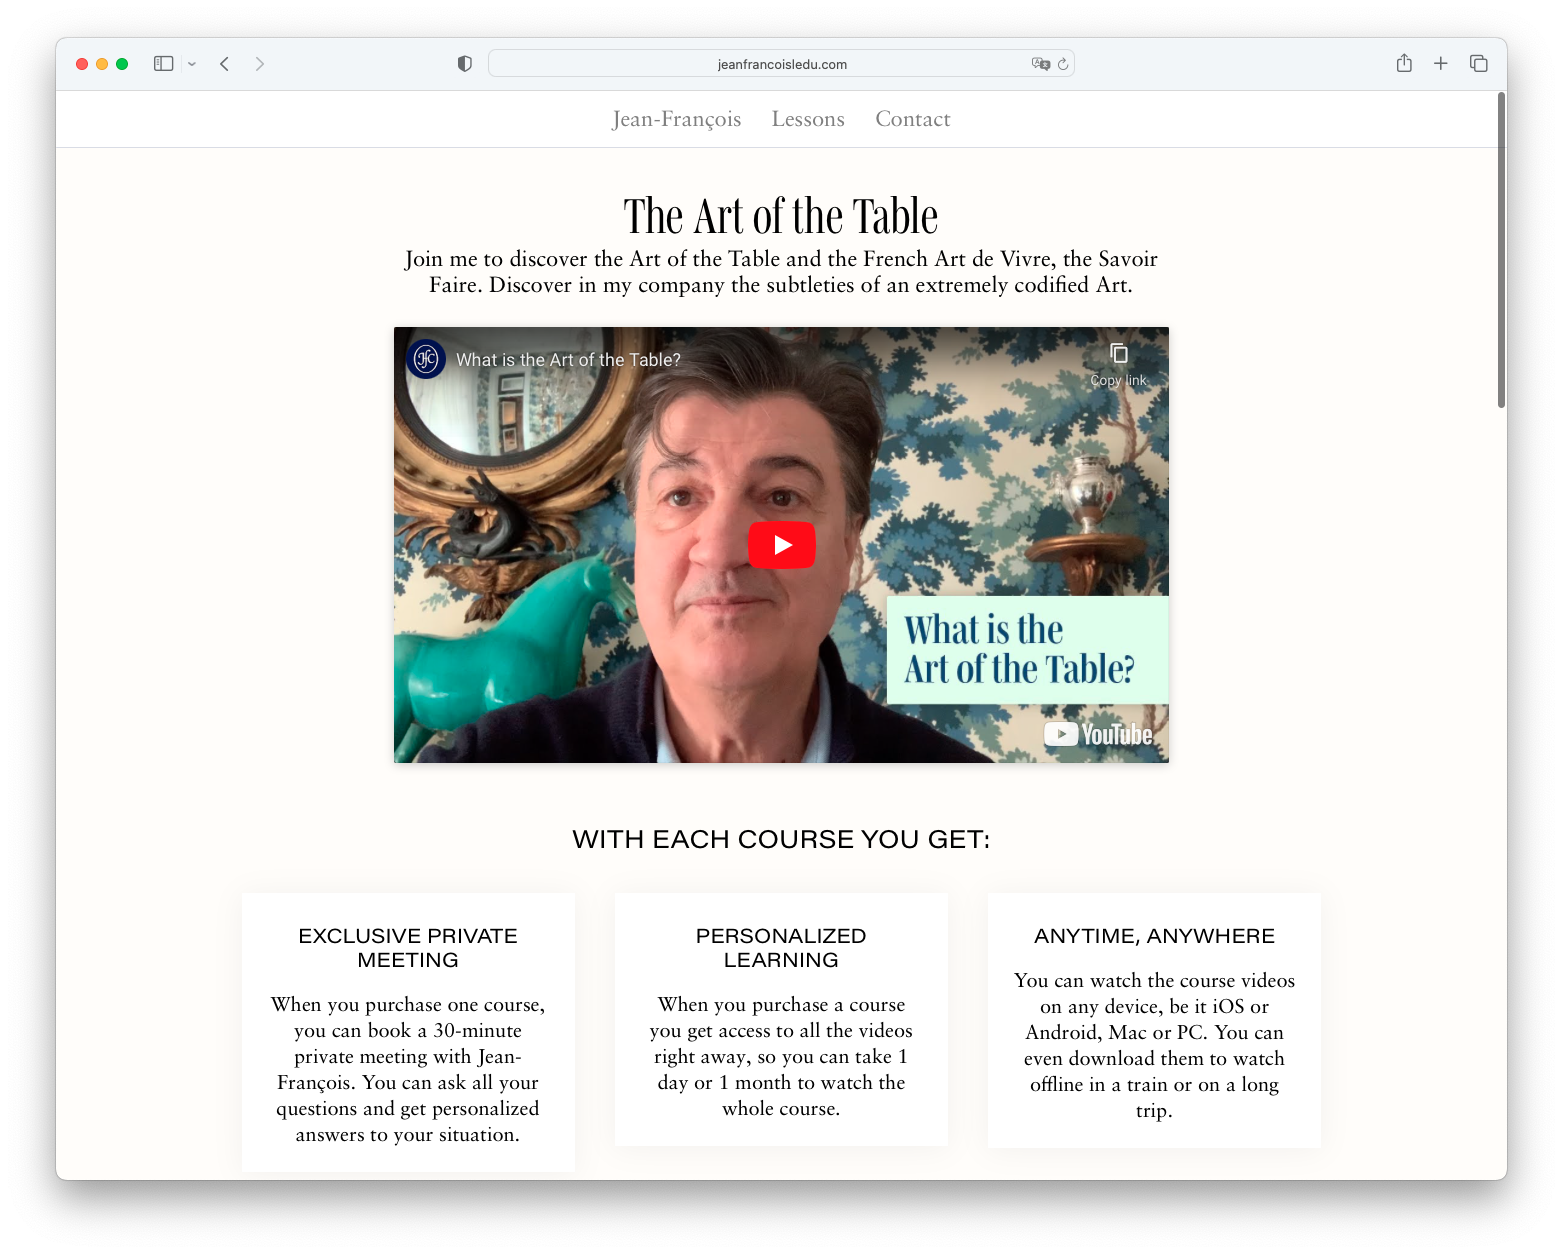 jeanfrancoisledu.com
Jean-François Lessons Contact
The Art of the Table
Join me to discover the Art of the Table and the French Art de Vivre, the Savoir
Faire. Discover in my company the subtleties of an extremely codified Art.
JFC What is the Art of the Table?
Copy link
What is the
Art of the Table?
YouTube
WITH EACH COURSE YOU GET:
EXCLUSIVE PRIVATE
MEETING
When you purchase one course,
you can book a 30-minute
private meeting with Jean-
François. You can ask all your
questions and get personalized
answers to your situation.
PERSONALIZED
LEARNING
When you purchase a course
you get access to all the videos
right away, so you can take 1
day or 1 month to watch the
whole course.
ANYTIME, ANYWHERE
You can watch the course videos
on any device, be it iOS or
Android, Mac or PC. You can
even download them to watch
offline in a train or on a long
trip.